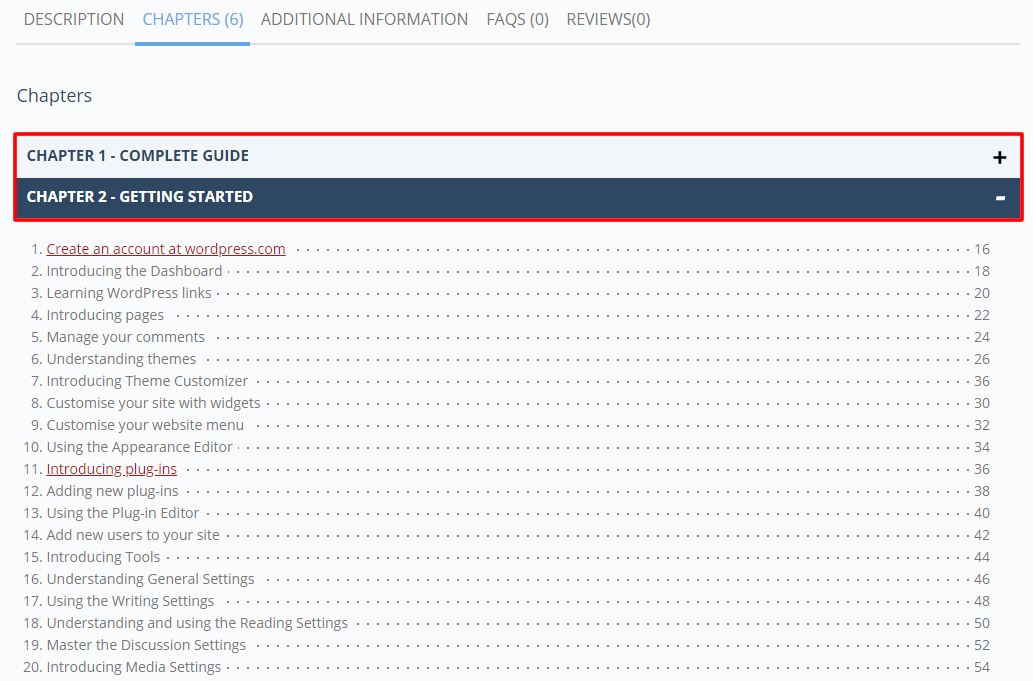 DESCRIPTION CHAPTERS (6) ADDITIONAL INFORMATION FAQS (0) REVIEWS(0)
Chapters
CHAPTER 1 - COMPLETE GUIDE +
CHAPTER 2 - GETTING STARTED -
1. Create an account at wordpress.com 16
2. Introducing the Dashboard 18
3. Learning WordPress links 20
4. Introducing pages 22
5. Manage your comments 24
6. Understanding themes 26
7. Introducing Theme Customizer 36
8. Customise your site with widgets 30
9. Customise your website menu 32
10. Using the Appearance Editor 34
11. Introducing plug-ins 36
12. Adding new plug-ins 38
13. Using the Plug-in Editor 40
14. Add new users to your site 42
15. Introducing Tools 44
16. Understanding General Settings 46
17. Using the Writing Settings 48
18. Understanding and using the Reading Settings 50
19. Master the Discussion Settings 52
20. Introducing Media Settings 54